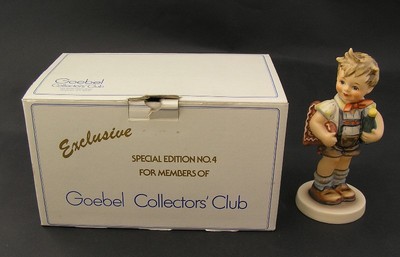 Goebel
Collectors' Club
Exclusive
SPECIAL EDITION NO. 4
FOR MEMBERS OF
Goebel Collectors' Club